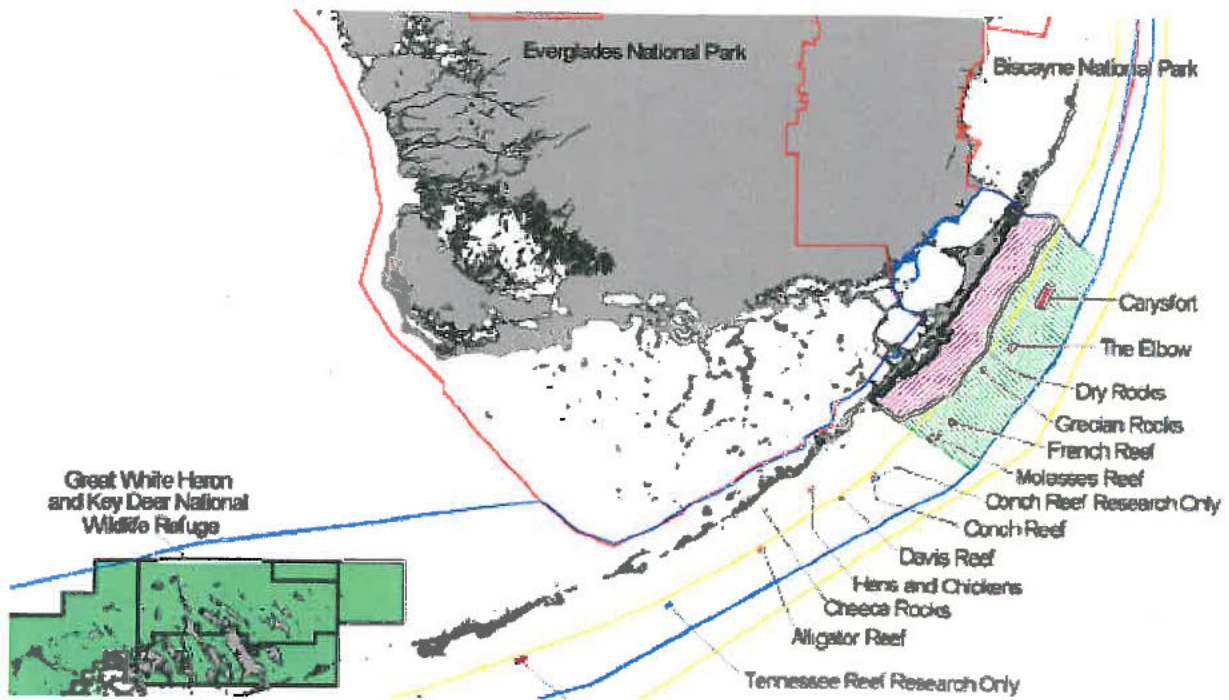 Everglades National Park
Biscayne National Park
Carysfort
The Elbow
Dry Rocks
Grecian Rocks
French Reef
Molasses Reef
Conch Reef Research Only
Conch Reef
Davis Reef
Hens and Chickens
Cheeca Rocks
Alligator Reef
Tennessee Reef Research Only
Great White Heron
and Key Deer National
Wildlife Refuge